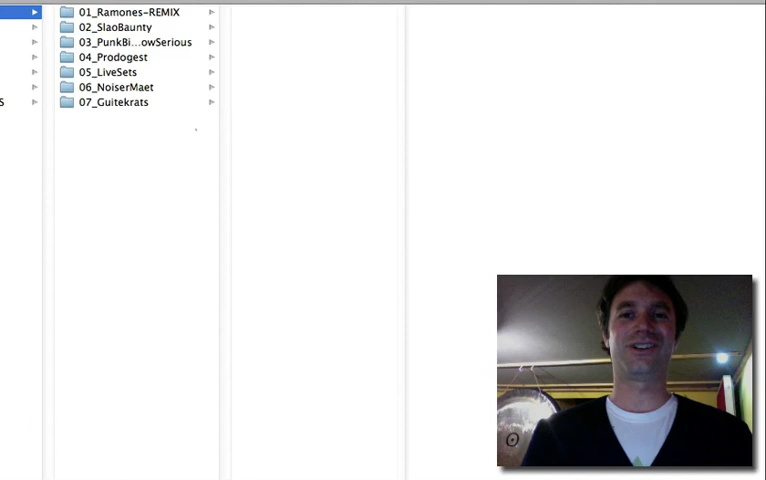 01_Ramones-REMIX
02_SlaoBaunty
03_PunkBi...owSerious
04_Prodogest
05_LiveSets
06_NoiserMaet
S
07_Guitekrats